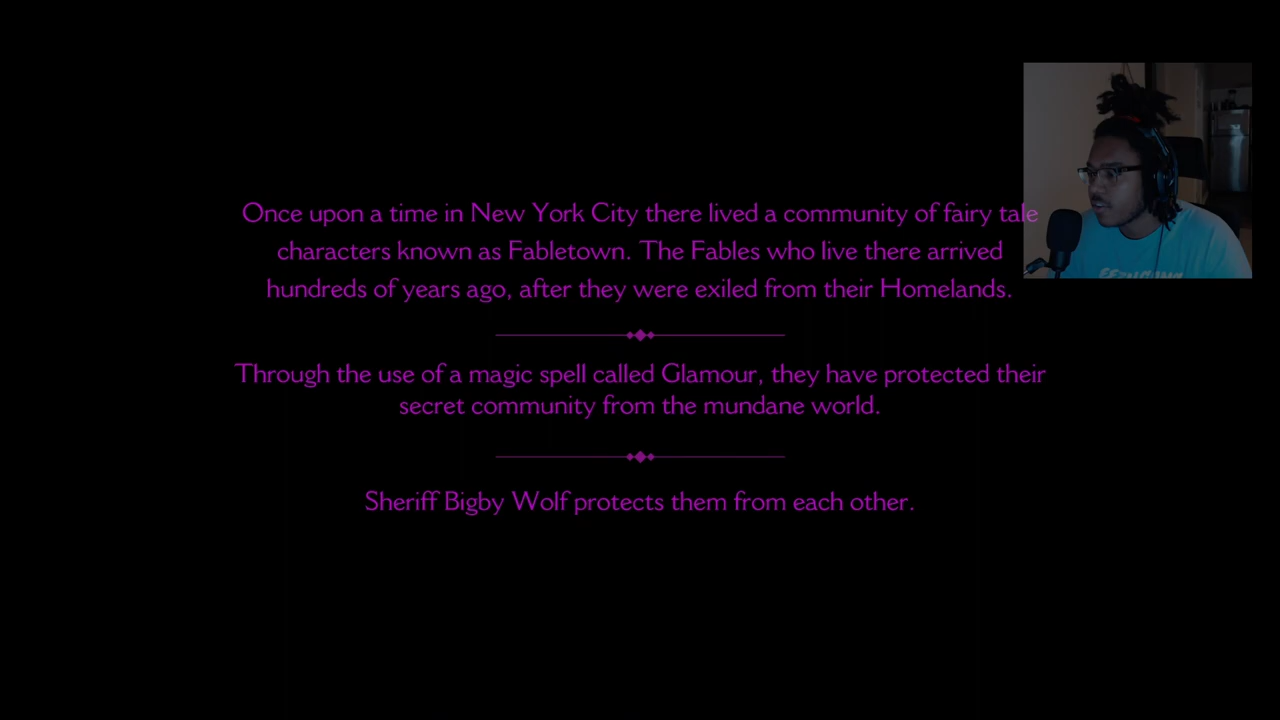 Once upon a time in New York City there lived a community of fairy tale
characters known as Fabletown. The Fables who live there arrived
hundreds of years ago, after they were exiled from their Homelands.
Through the use of a magic spell called Glamour, they have protected their
secret community from the mundane world.
Sheriff Bigby Wolf protects them from each other.